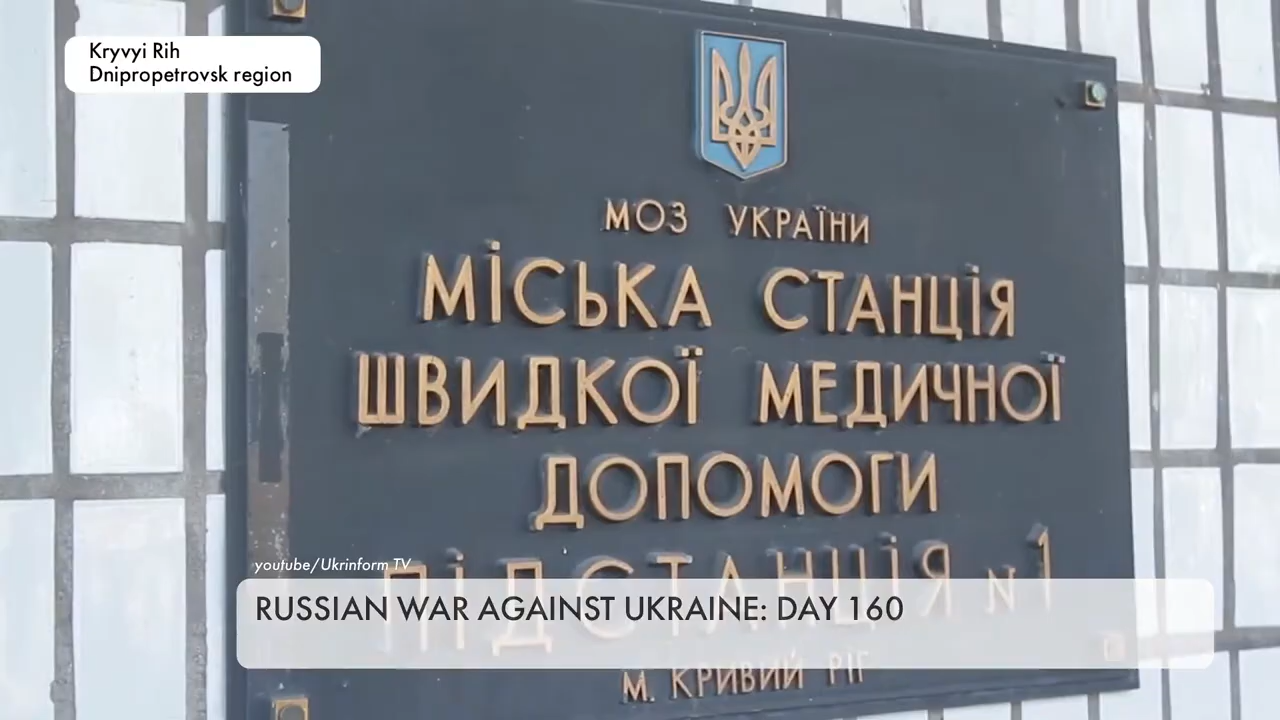 Kryvyi Rih
Dnipropetrovsk region
МОЗ УКРАЇНИ
МІСЬКА СТАНЦІЯ
ШВИДКОЇ МЕДИЧНОЇ
ДОПОМОГИ
ПІДСТАНЦІЯ N1
youtube/Ukrinform TV
RUSSIAN WAR AGAINST UKRAINE: DAY 160
М. КРИВИЙ РІГ